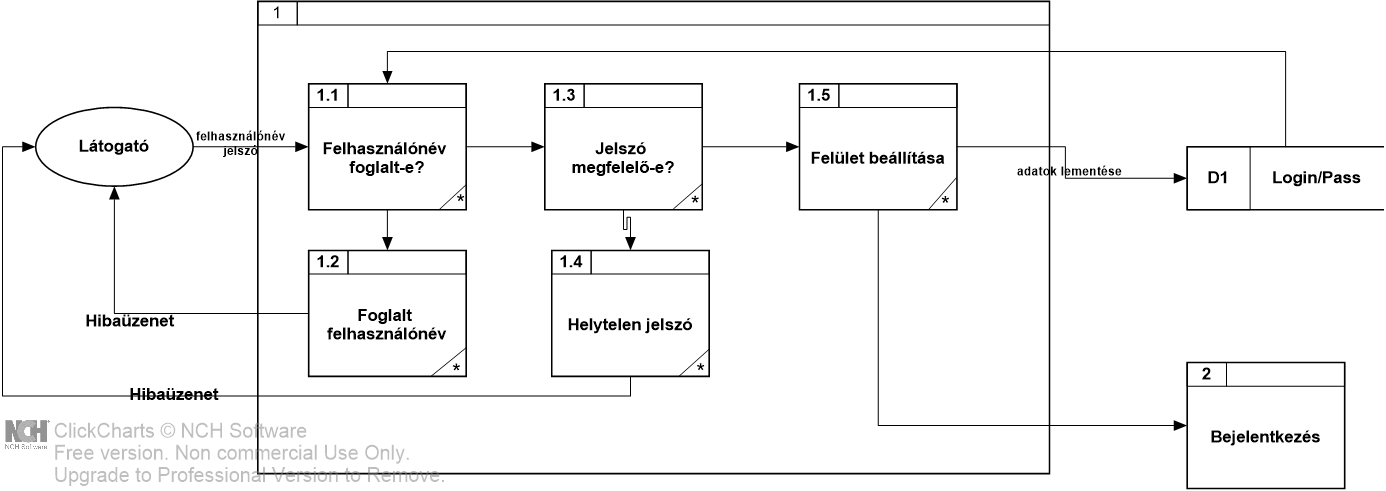 1
1.1
Felhasználónév
foglalt-e?
1.3
Jelszó
megfelelő-e?
1.5
Felület beállítása
Látogató
felhasználónév
jelszó
adatok lementése
D1
Login/Pass
*
*
*
1.2
Foglalt
felhasználónév
*
1.4
Helytelen jelszó
*
Hibaüzenet
Hibaüzenet
2
Bejelentkezés
NCH
NCH Software
ClickCharts © NCH Software
Free version. Non commercial Use Only.
Upgrade to Professional Version to Remove.